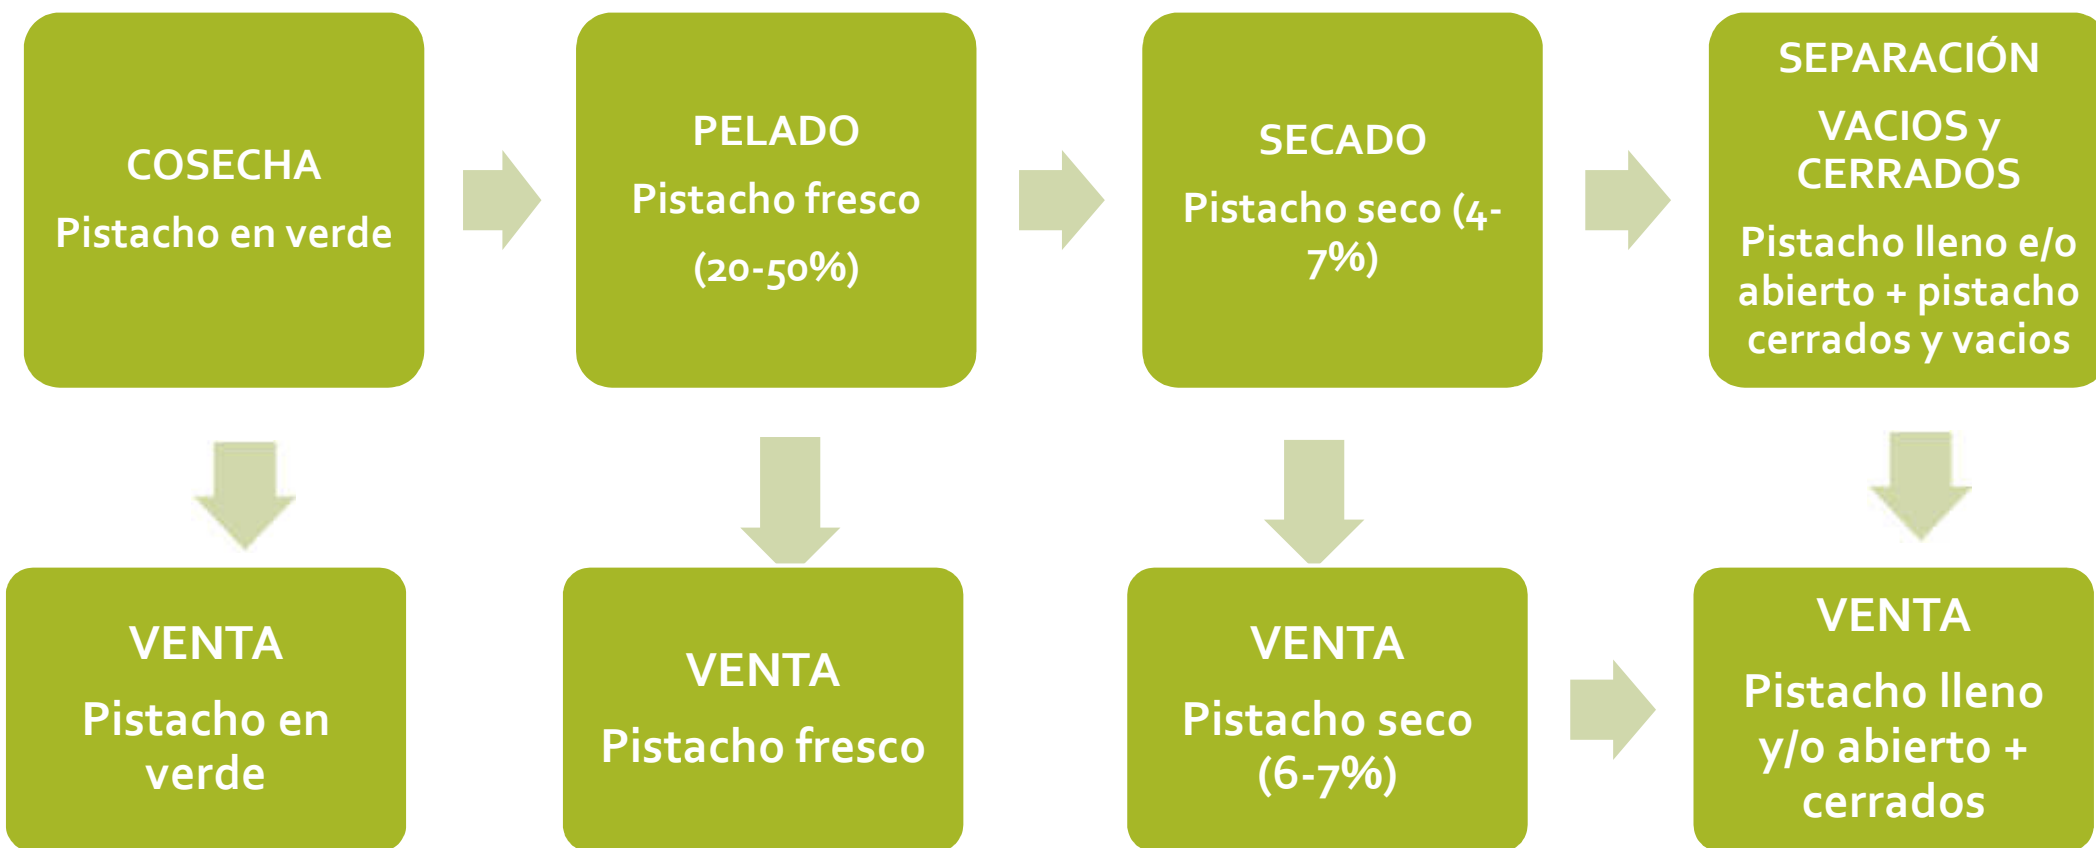 COSECHA
Pistacho en verde
PELADO
Pistacho fresco
(20-50%)
SECADO
Pistacho seco (4-
7%)
SEPARACIÓN
VACIOS y
CERRADOS
Pistacho lleno e/o
abierto + pistacho
cerrados y vacios
VENTA
Pistacho en
verde
VENTA
Pistacho fresco
VENTA
Pistacho seco
(6-7%)
VENTA
Pistacho lleno
y/o abierto +
cerrados